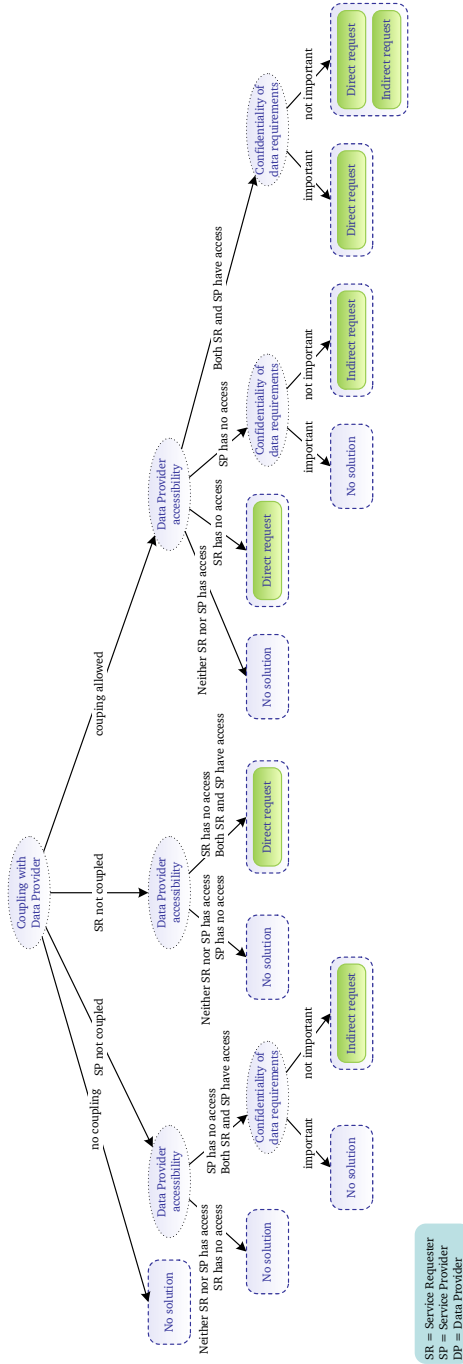 Coupling with
Data Provider
no coupling
SP not coupled
SR not coupled
couping allowed
No solution
Data Provider
accessibility
Data Provider
accessibility
Data Provider
accessibility
Neither SR nor SP has access
SR has no access
SP has no access
Both SR and SP have access
Neither SR nor SP has access
SP has no access
SR has no access
Both SR and SP have access
Neither SR nor SP has access
SR has no access
SP has no access
Both SR and SP have access
No solution
Confidentiality of
data requirements
No solution
Direct request
No solution
Direct request
Confidentiality of
data requirements
Confidentiality of
data requirements
important
not important
important
not important
important
not important
No solution
Indirect request
No solution
Indirect request
Direct request
Direct request
Indirect request
SR = Service Requester
SP = Service Provider
DP = Data Provider